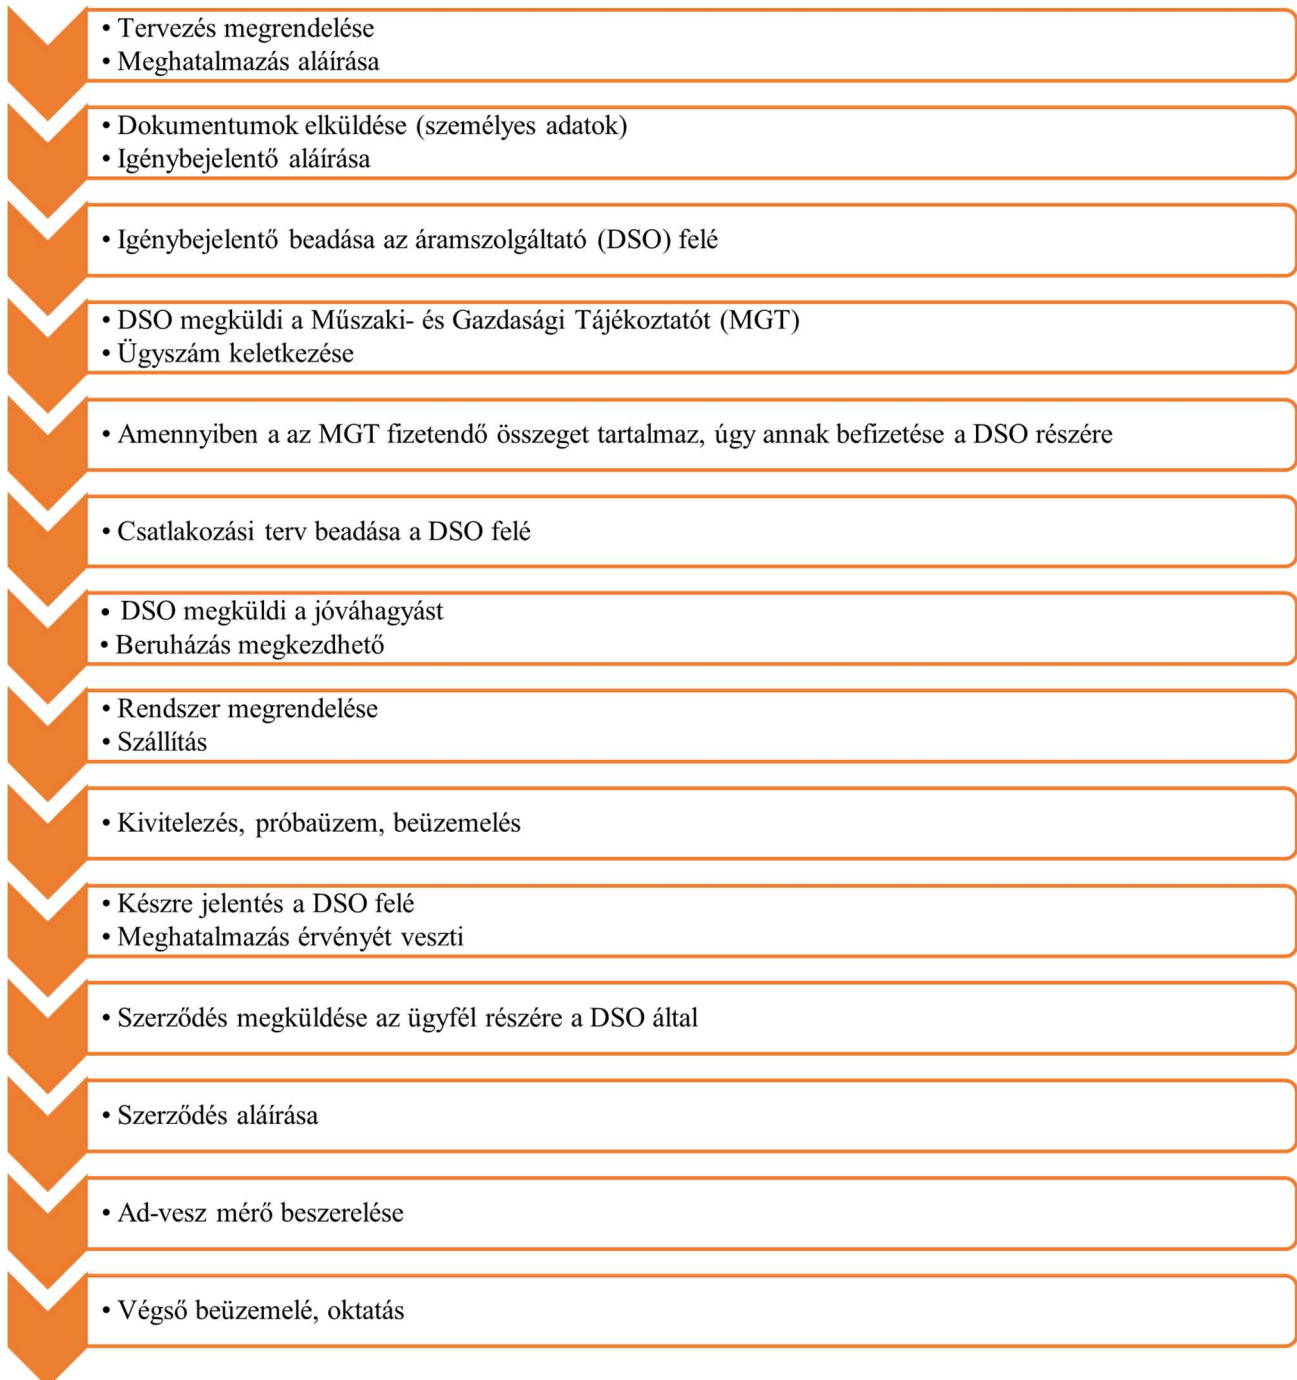 • Tervezés megrendelése
• Meghatalmazás aláírása
• Dokumentumok elküldése (személyes adatok)
• Igénybejelentő aláírása
• Igénybejelentő beadása az áramszolgáltató (DSO) felé
• DSO megküldi a Műszaki- és Gazdasági Tájékoztatót (MGT)
• Ügyszám keletkezése
• Amennyiben a az MGT fizetendő összeget tartalmaz, úgy annak befizetése a DSO részére
• Csatlakozási terv beadása a DSO felé
• DSO megküldi a jóváhagyást
• Beruházás megkezdhető
• Rendszer megrendelése
• Szállítás
• Kivitelezés, próbaüzem, beüzemelés
• Készre jelentés a DSO felé
• Meghatalmazás érvényét veszti
• Szerződés megküldése az ügyfél részére a DSO által
• Szerződés aláírása
• Ad-vesz mérő beszerelése
• Végső beüzemelé, oktatás